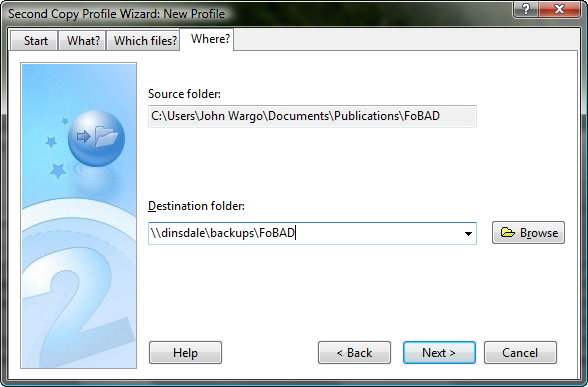 Second Copy Profile Wizard: New Profile
Start What? Which files? Where?
Source folder:
C:\Users\John Wargo\Documents\Publications\FoBAD
Destination folder:
\\dinsdale\backups\FoBAD
Browse
2
Help < Back Next > Cancel